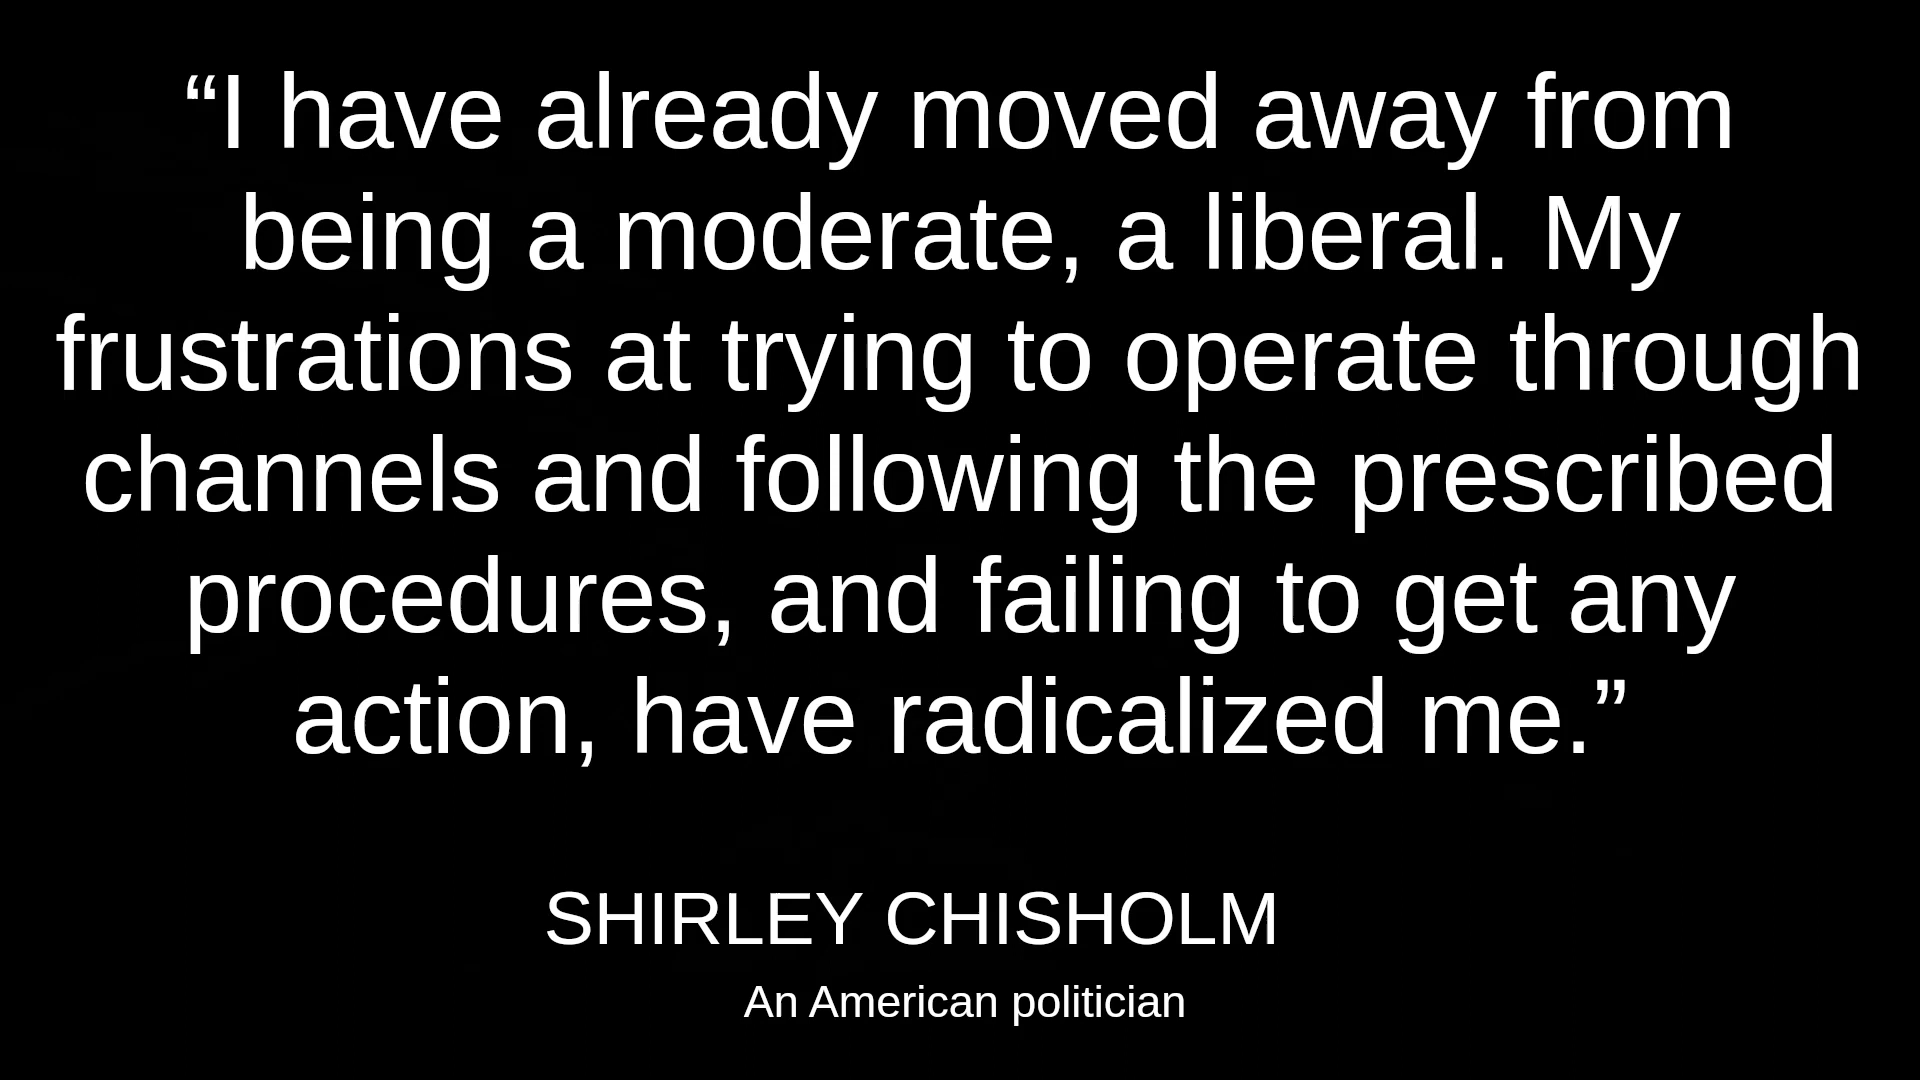 “I have already moved away from
being a moderate, a liberal. My
frustrations at trying to operate through
channels and following the prescribed
procedures, and failing to get any
action, have radicalized me.”
SHIRLEY CHISHOLM
An American politician